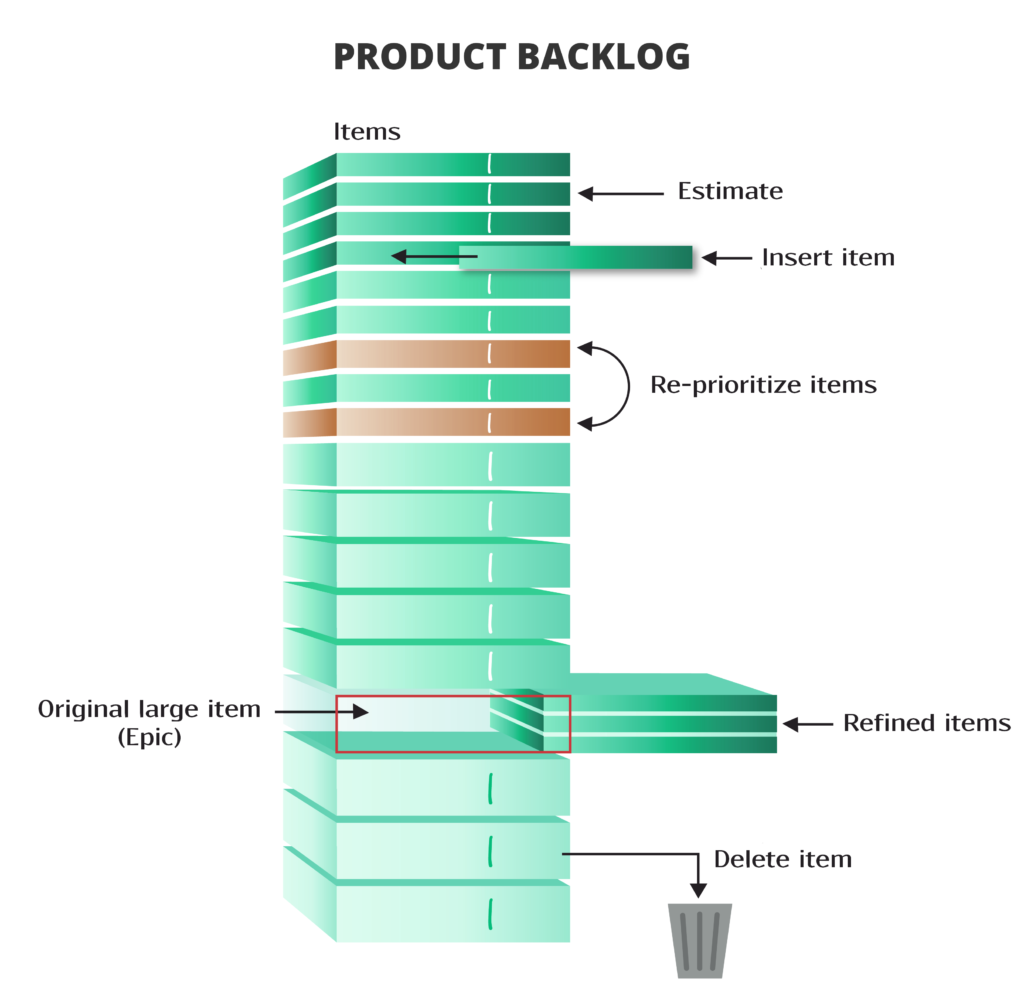 PRODUCT BACKLOG
Items
Estimate
Insert item
Re-prioritize items
Original large item
(Epic)
Refined items
Delete item